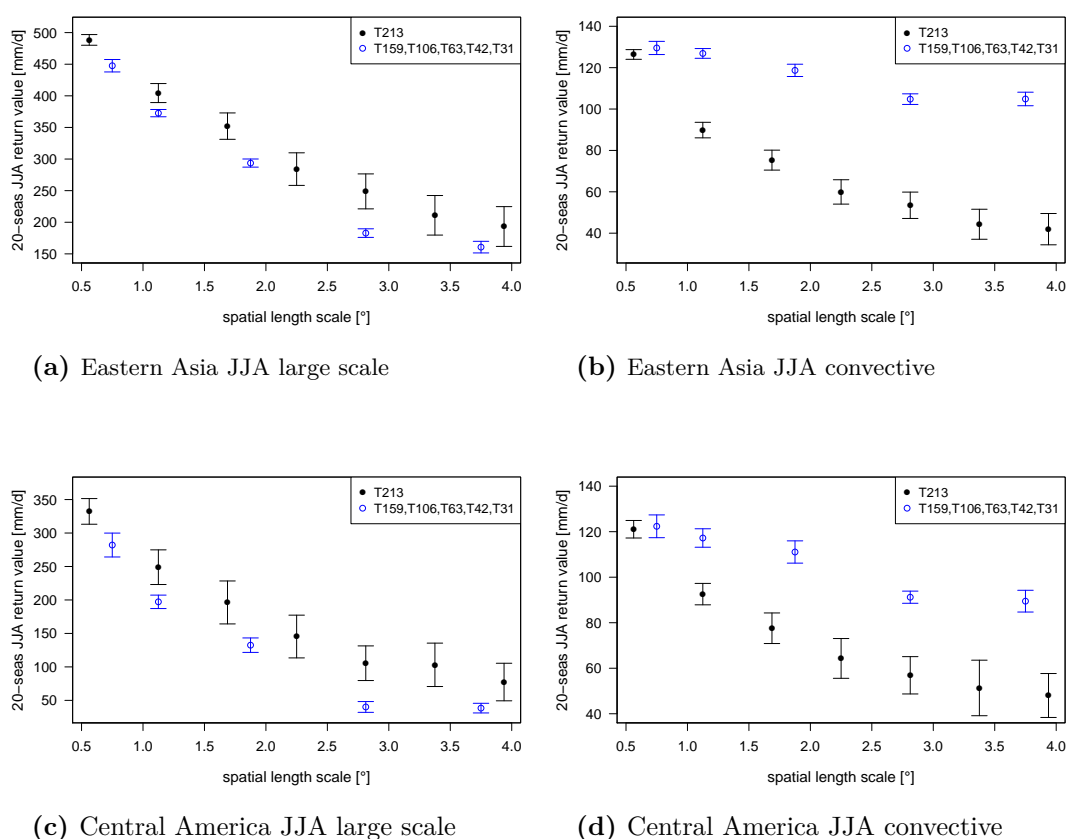 20−seas JJA return value [mm/d]
500
450
400
350
300
250
200
150
0.5 1.0 1.5 2.0 2.5 3.0 3.5 4.0
spatial length scale [°]
T213
T159,T106,T63,T42,T31
(a) Eastern Asia JJA large scale
20−seas JJA return value [mm/d]
140
120
100
80
60
40
0.5 1.0 1.5 2.0 2.5 3.0 3.5 4.0
spatial length scale [°]
T213
T159,T106,T63,T42,T31
(b) Eastern Asia JJA convective
20−seas JJA return value [mm/d]
350
300
250
200
150
100
50
0.5 1.0 1.5 2.0 2.5 3.0 3.5 4.0
spatial length scale [°]
T213
T159,T106,T63,T42,T31
(c) Central America JJA large scale
20−seas JJA return value [mm/d]
140
120
100
80
60
40
0.5 1.0 1.5 2.0 2.5 3.0 3.5 4.0
spatial length scale [°]
T213
T159,T106,T63,T42,T31
(d) Central America JJA convective